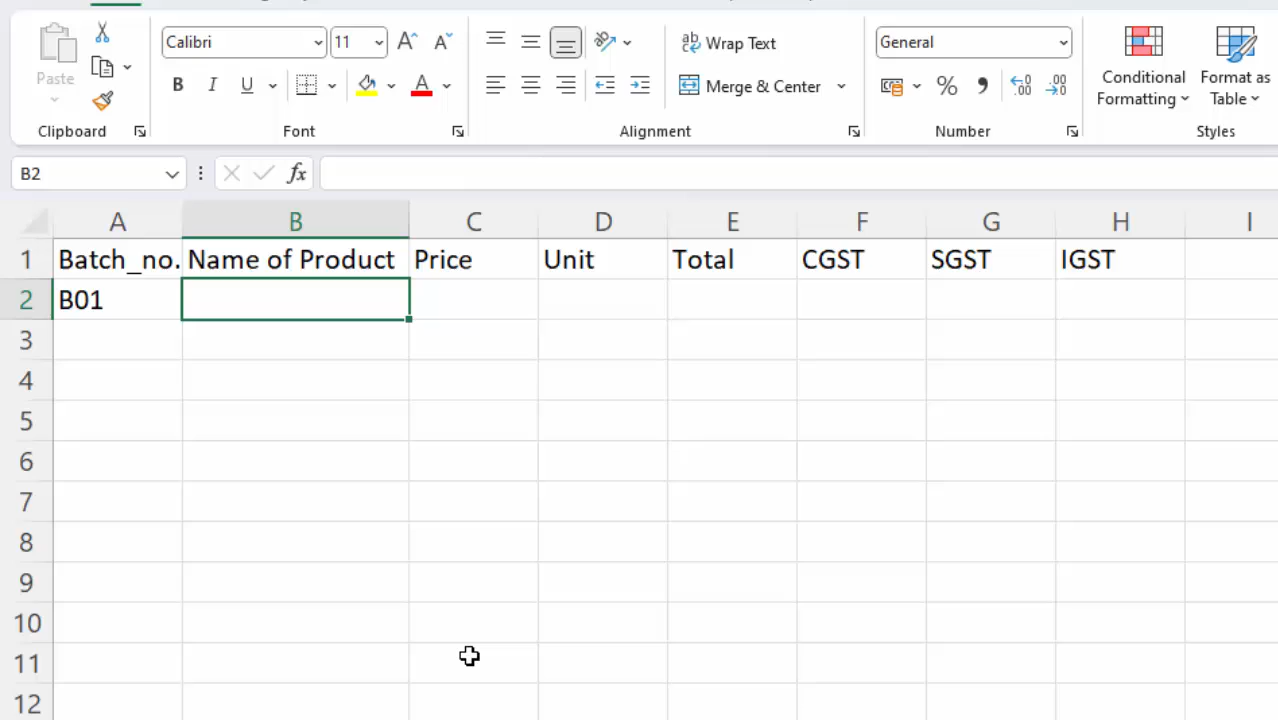 Calibri 11 Wrap Text General
Paste B I U A Merge & Center % Conditional Formatting Format as Table
Clipboard Font Alignment Number Styles
B2 fx
A B C D E F G H I
1 Batch_no. Name of Product Price Unit Total CGST SGST IGST
2 B01
3
4
5
6
7
8
9
10
11
12